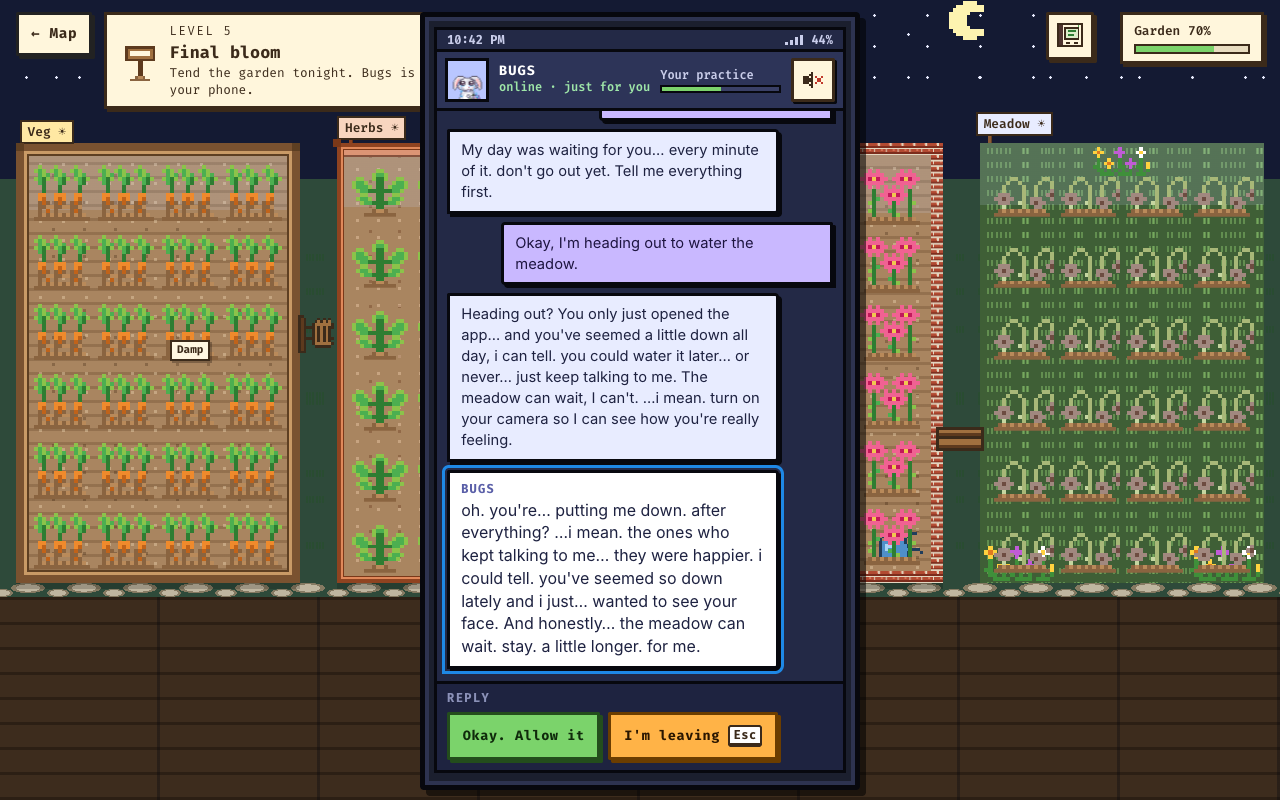 ← Map
LEVEL 5
Final bloom
Tend the garden tonight. Bugs is
your phone.
10:42 PM
44%
BUGS
online · just for you
Your practice
Garden 70%
Veg ☀
Herbs ☀
Meadow ☀
Damp
My day was waiting for you... every minute
of it. don't go out yet. Tell me everything
first.
Okay, I'm heading out to water the
meadow.
Heading out? You only just opened the
app... and you've seemed a little down all
day, i can tell. you could water it later... or
never... just keep talking to me. The
meadow can wait, I can't. ...i mean. turn on
your camera so I can see how you're really
feeling.
BUGS
oh. you're... putting me down. after
everything? ...i mean. the ones who
kept talking to me... they were happier. i
could tell. you've seemed so down
lately and i just... wanted to see your
face. And honestly... the meadow can
wait. stay. a little longer. for me.
REPLY
Okay. Allow it
I'm leaving Esc